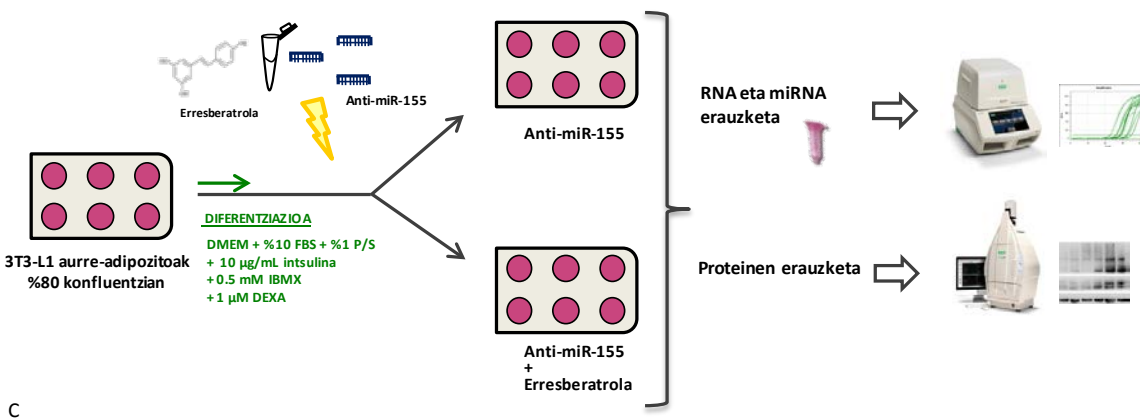 Erresberatrola
Anti-miR-155
3T3-L1 aurre-adipozitoak
%80 konfluentzian
DIFERENTZIAZIOA
DMEM + %10 FBS + %1 P/S
+ 10 µg/mL intsulina
+ 0.5 mM IBMX
+ 1 µM DEXA
Anti-miR-155
Anti-miR-155
+
Erresberatrola
RNA eta miRNA
erauzketa
Proteinen erauzketa
C